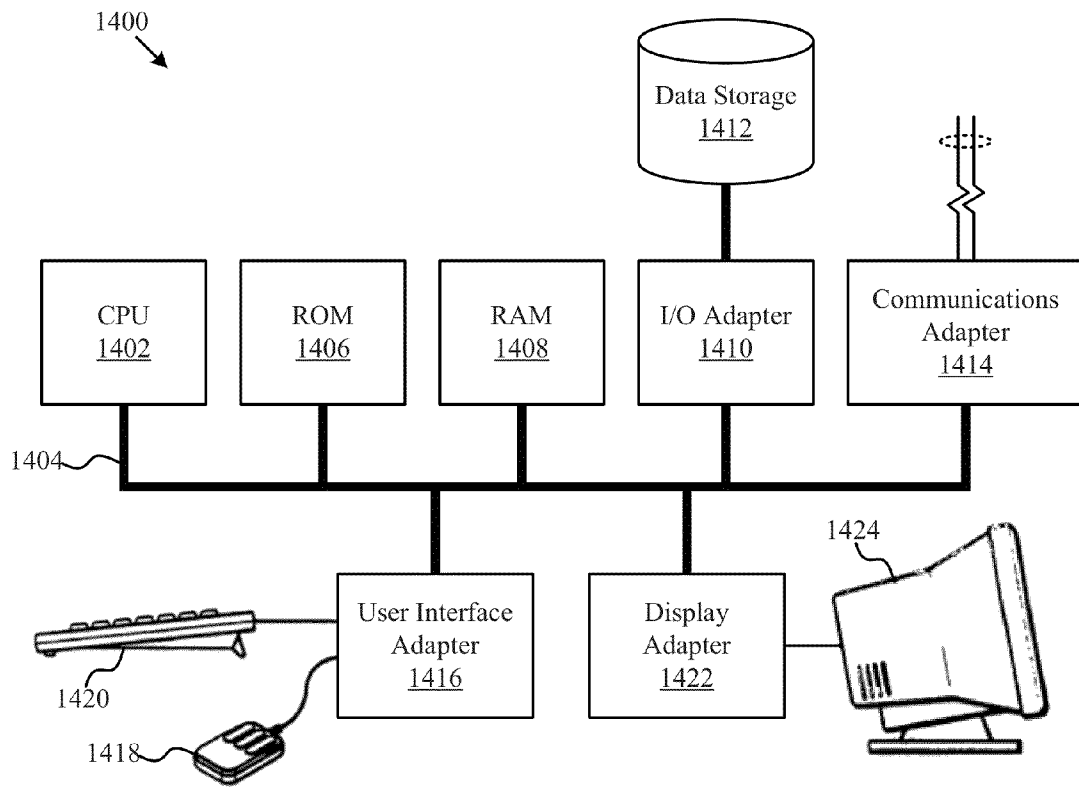 1400
Data Storage
1412
CPU
1402
ROM
1406
RAM
1408
I/O Adapter
1410
Communications
Adapter
1414
1404
User Interface
Adapter
1416
Display
Adapter
1422
1424
1420
1418